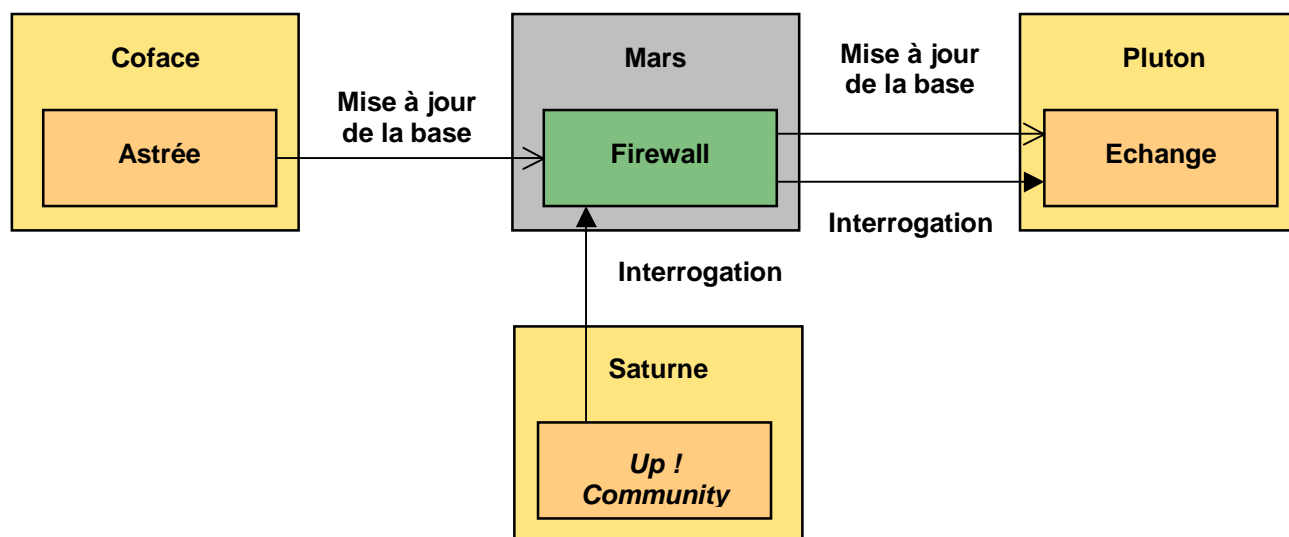 Coface
Astrée
Mise à jour
de la base
Mars
Firewall
Mise à jour
de la base
Interrogation
Pluton
Echange
Interrogation
Saturne
Up !
Community